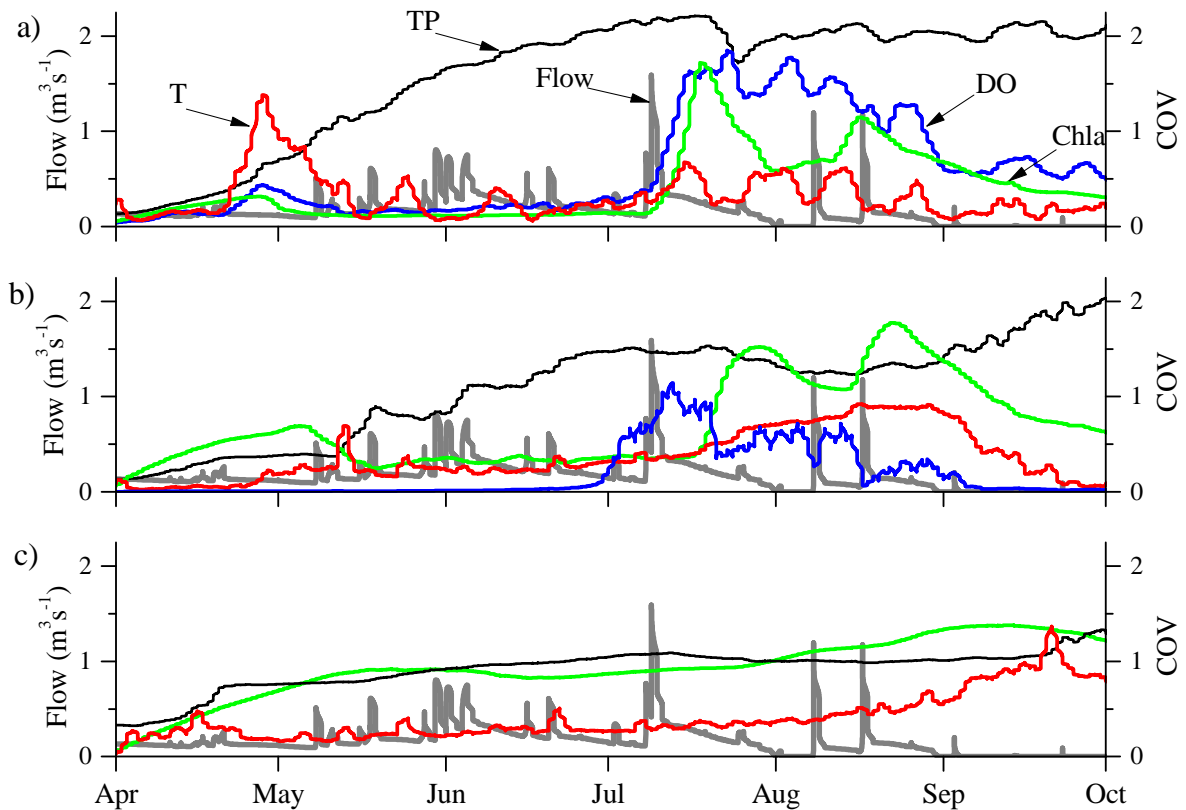 a)
TP
T
Flow
DO
Chla
Flow (m³s⁻¹)
0
1
2
COV
0
1
2
b)
Flow (m³s⁻¹)
0
1
2
COV
0
1
2
c)
Flow (m³s⁻¹)
0
1
2
COV
0
1
2
Apr May Jun Jul Aug Sep Oct